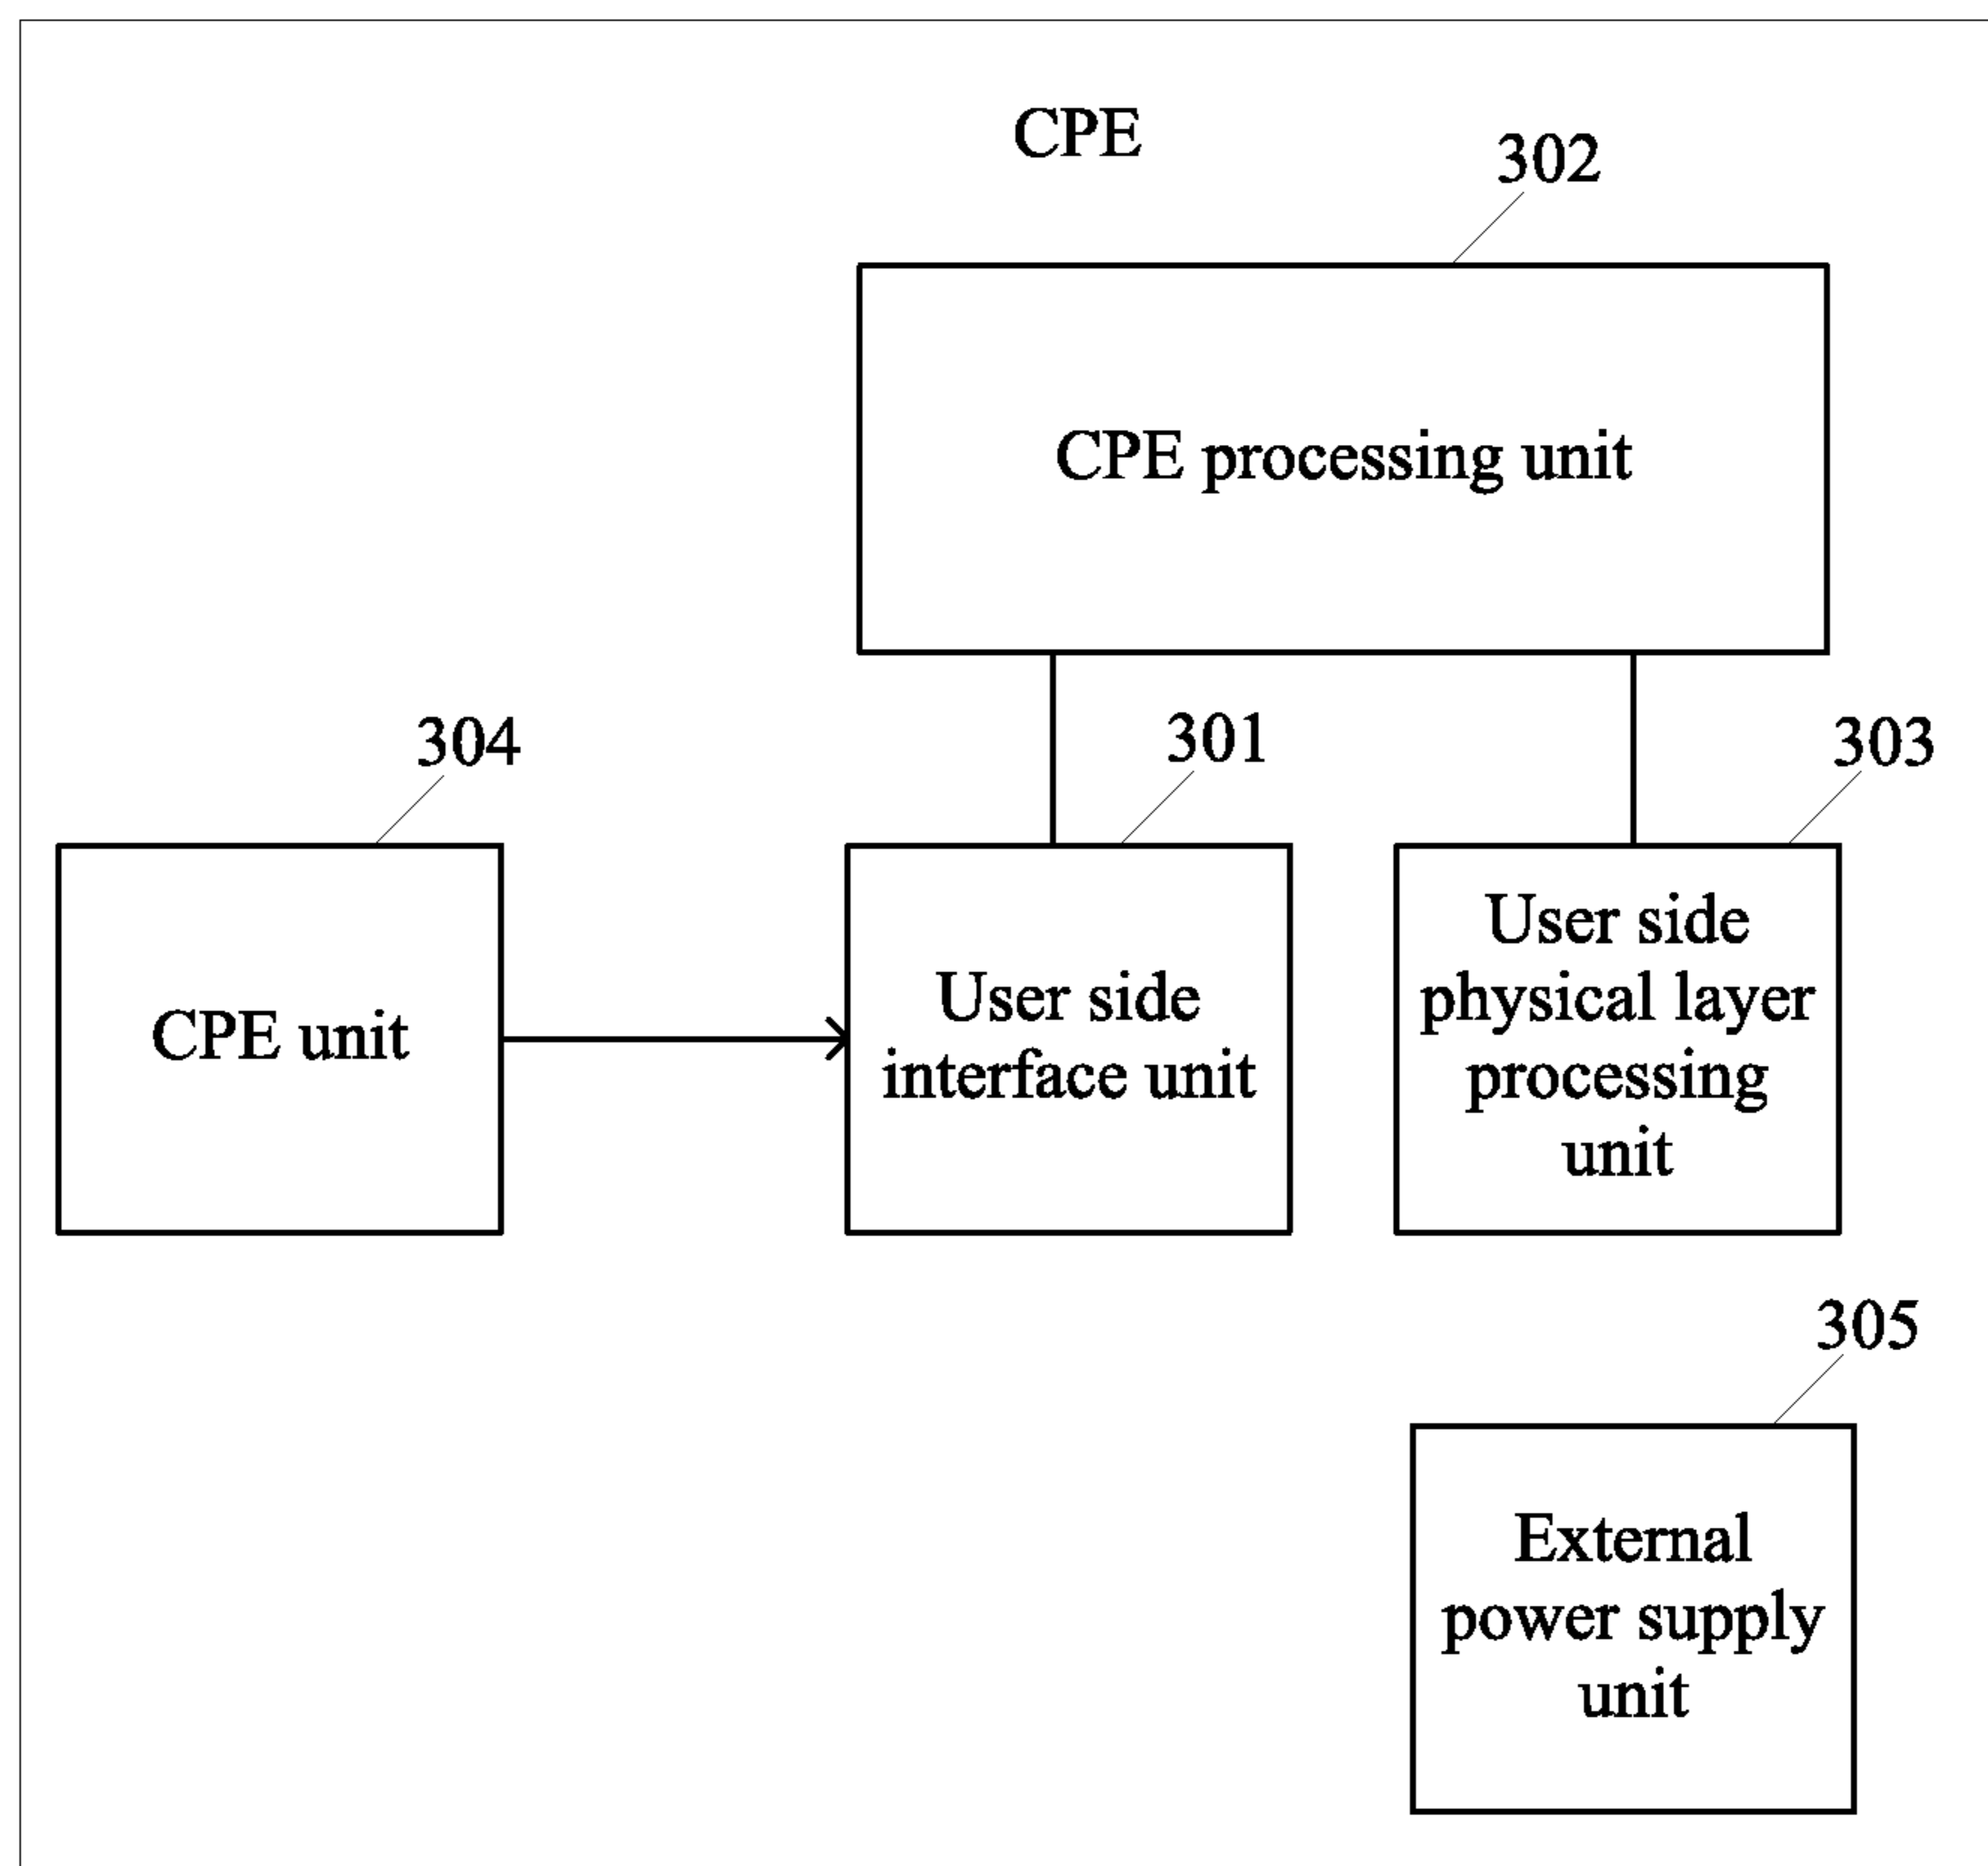 CPE
302
CPE processing unit
304
301
303
CPE unit
User side
interface unit
User side
physical layer
processing
unit
305
External
power supply
unit